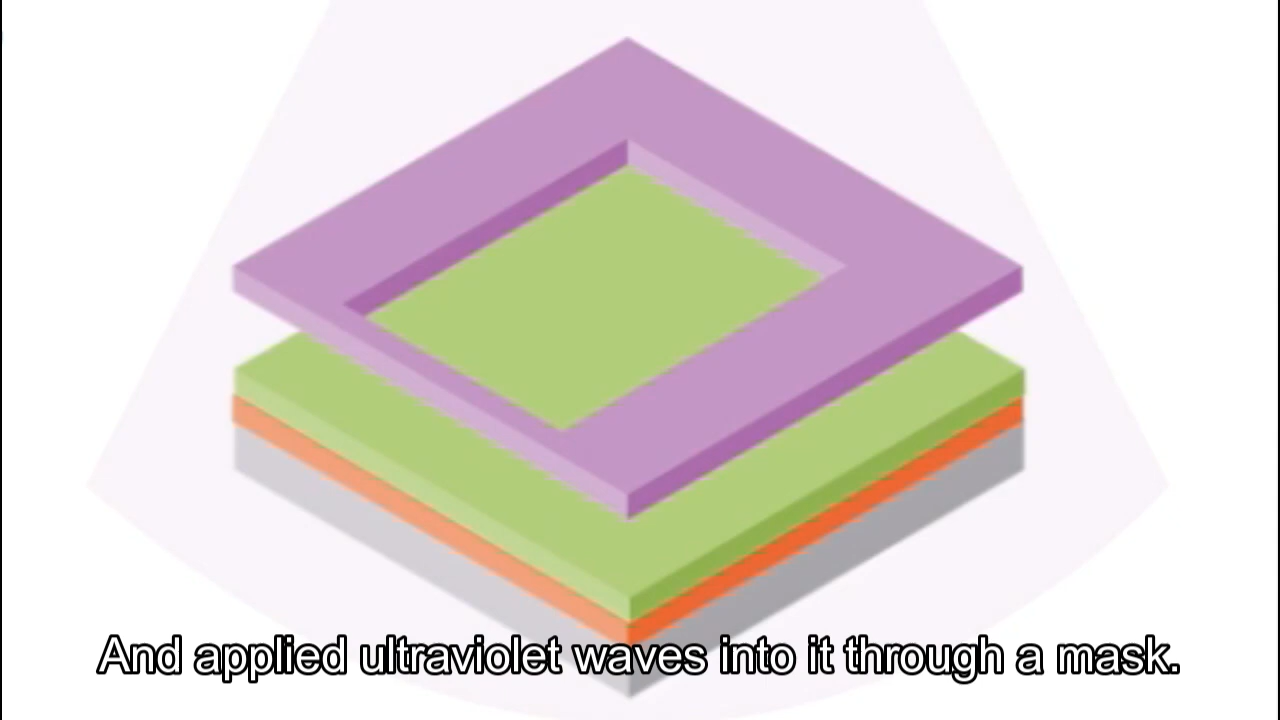 And applied ultraviolet waves into it through a mask.